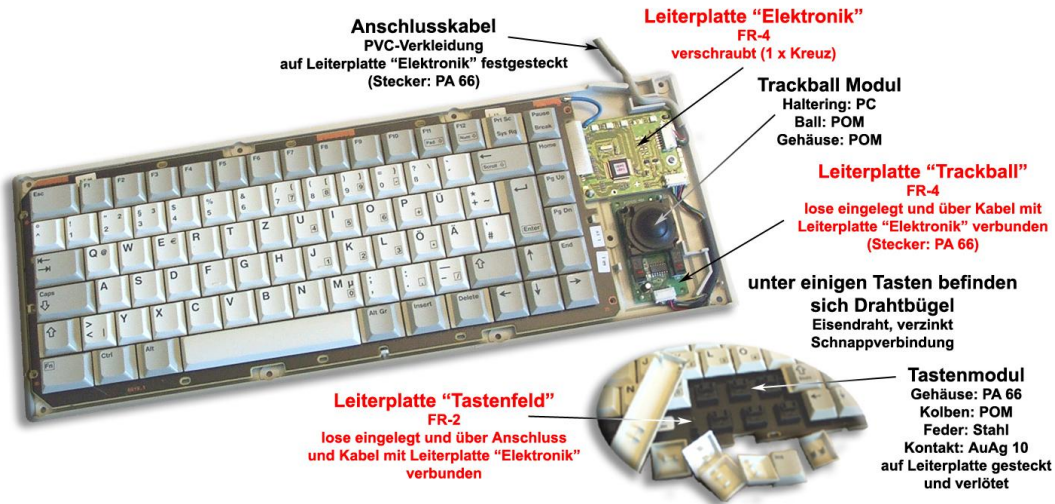 Anschlusskabel
PVC-Verkleidung
auf Leiterplatte “Elektronik” festgesteckt
(Stecker: PA 66)
Leiterplatte “Elektronik”
FR-4
verschraubt (1 x Kreuz)
Trackball Modul
Haltering: PC
Ball: POM
Gehäuse: POM
Leiterplatte “Trackball”
FR-4
lose eingelegt und über Kabel mit
Leiterplatte “Elektronik” verbunden
(Stecker: PA 66)
unter einigen Tasten befinden
sich Drahtbügel
Eisendraht, verzinkt
Schnappverbindung
Tastenmodul
Gehäuse: PA 66
Kolben: POM
Feder: Stahl
Kontakt: AuAg 10
auf Leiterplatte gesteckt
und verlötet
Leiterplatte “Tastenfeld”
FR-2
lose eingelegt und über Anschluss
und Kabel mit Leiterplatte “Elektronik”
verbunden
Esc F1 F2 F3 F4 F5 F6 F7 F8 F9 F10 F11 F12 Prt Sc Sys Rq Pause Break
Home
Q @ W E € R T Z U I O P Ü + ~ Pg Up
Enter Pg Dn
Caps A S D F G H J K L Ö Ä # End
> < | Y X C V B N M µ
Fn Ctrl Alt Alt Gr Insert Delete